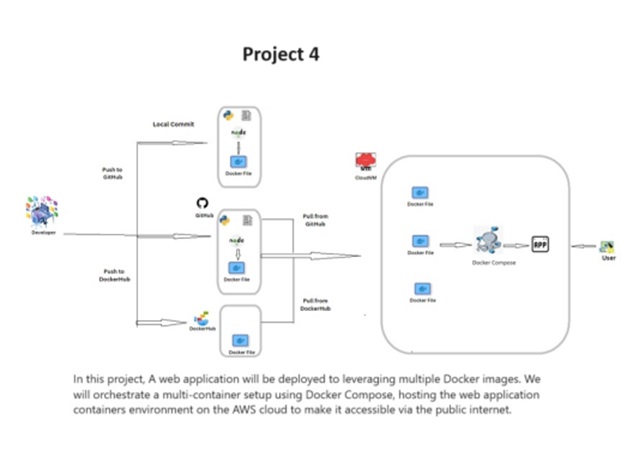 Project 4
Local Commit
Node
Docker File
Push to
GitHub
CloudVM
Docker File
Developer
GitHub
Pull from
GitHub
Node
Docker File
Docker File
Docker Compose
User
Push to
DockerHub
Docker File
Pull from
DockerHub
Docker File
DockerHub
Docker File
In this project, A web application will be deployed to leveraging multiple Docker images. We
will orchestrate a multi-container setup using Docker Compose, hosting the web application
containers environment on the AWS cloud to make it accessible via the public internet.